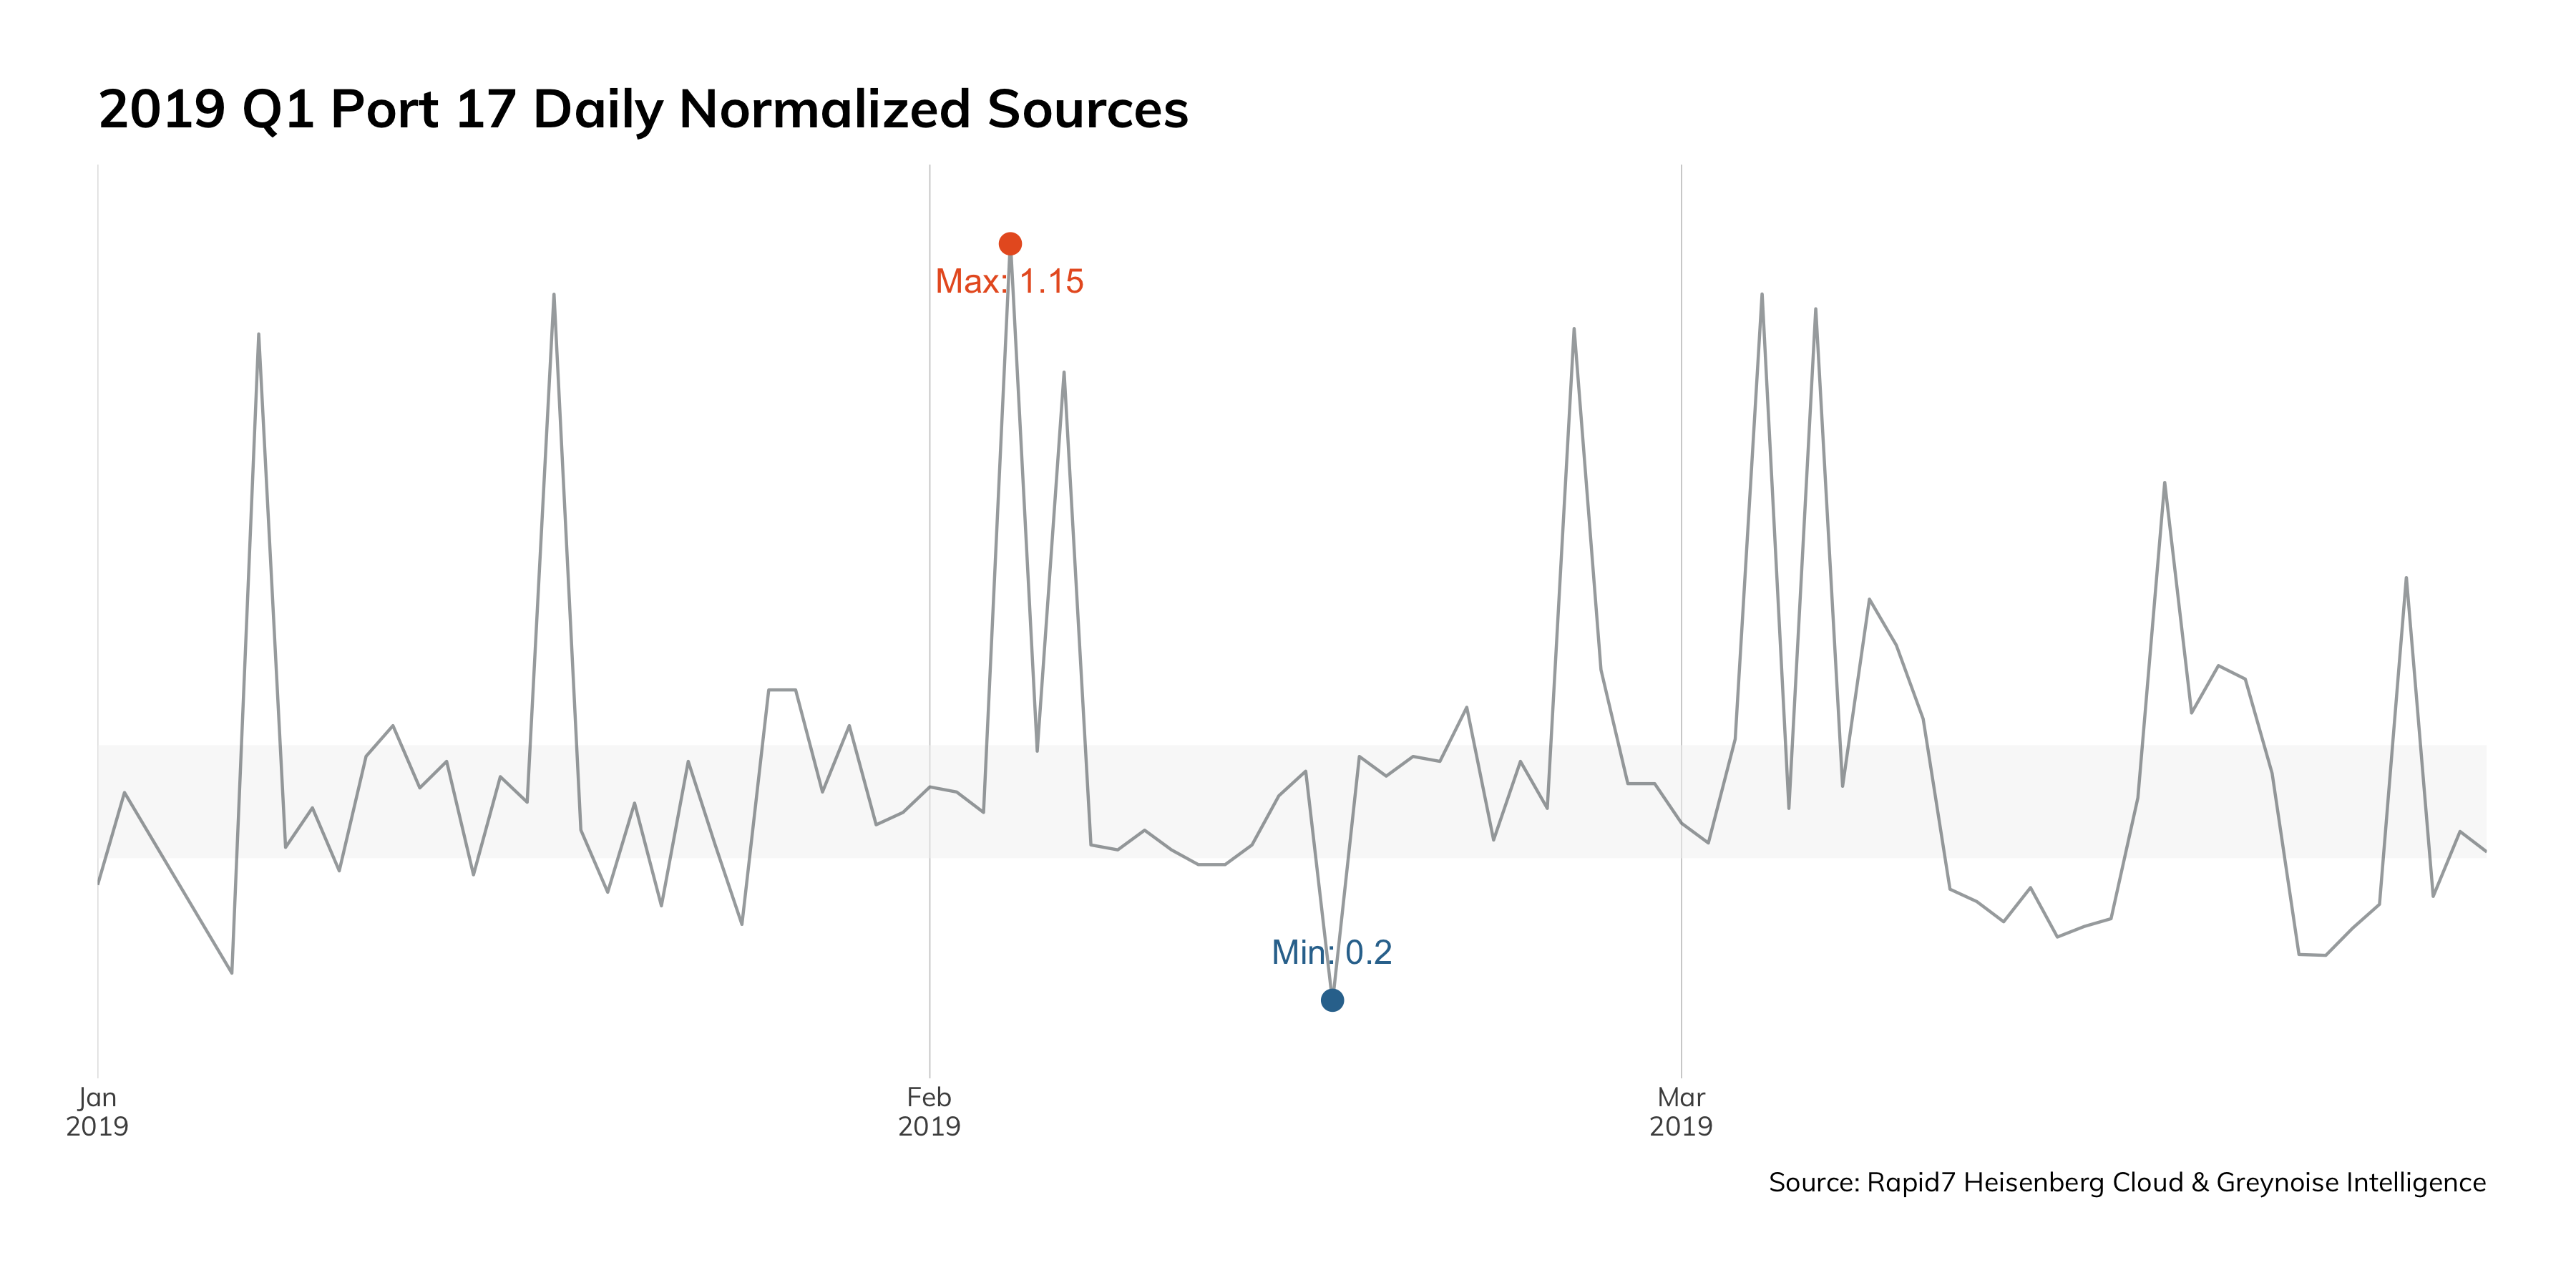 2019 Q1 Port 17 Daily Normalized Sources
Max: 1.15
Min: 0.2
Jan
2019
Feb
2019
Mar
2019
Source: Rapid7 Heisenberg Cloud & Greynoise Intelligence